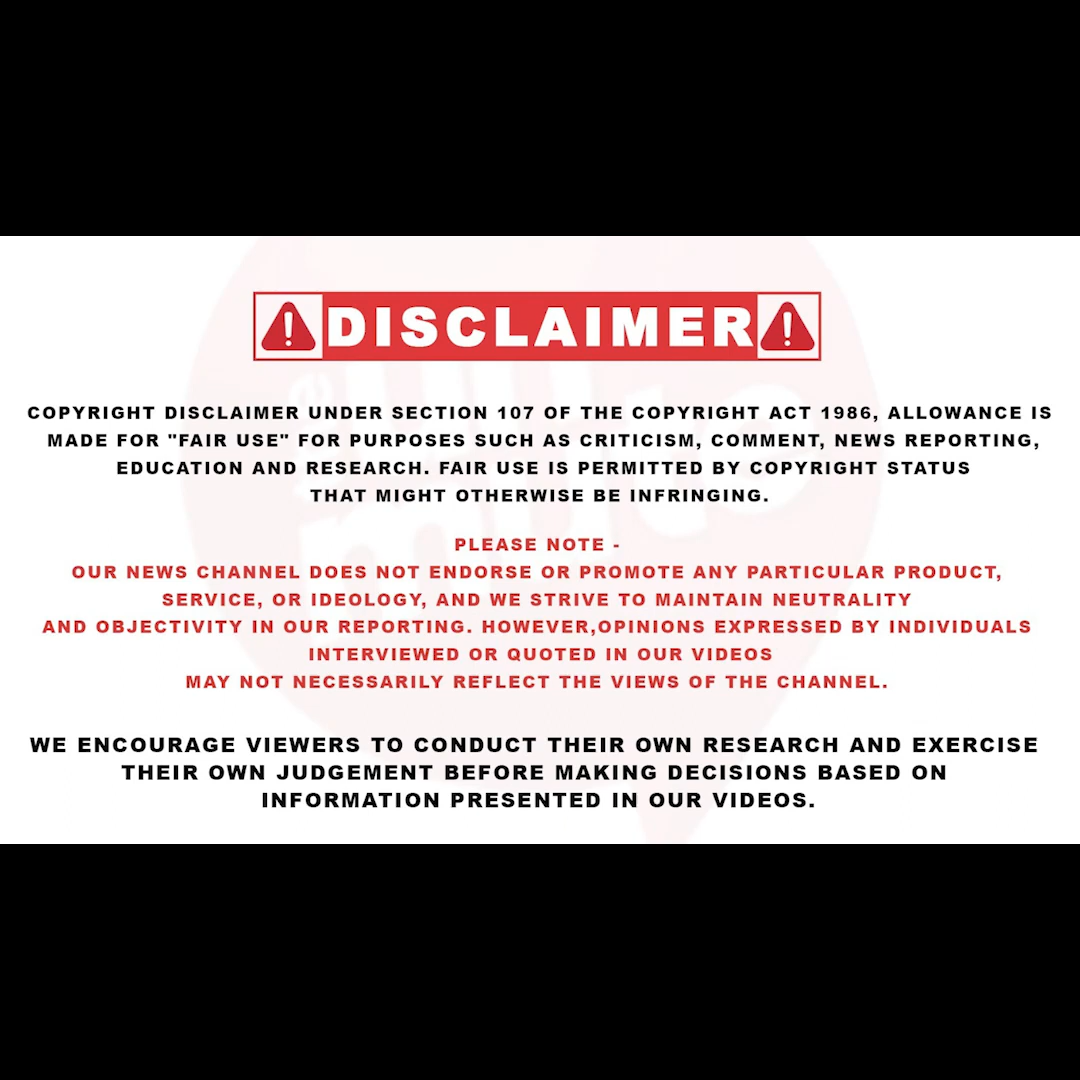 DISCLAIMER
COPYRIGHT DISCLAIMER UNDER SECTION 107 OF THE COPYRIGHT ACT 1986, ALLOWANCE IS
MADE FOR "FAIR USE" FOR PURPOSES SUCH AS CRITICISM, COMMENT, NEWS REPORTING,
EDUCATION AND RESEARCH. FAIR USE IS PERMITTED BY COPYRIGHT STATUS
THAT MIGHT OTHERWISE BE INFRINGING.
PLEASE NOTE -
OUR NEWS CHANNEL DOES NOT ENDORSE OR PROMOTE ANY PARTICULAR PRODUCT,
SERVICE, OR IDEOLOGY, AND WE STRIVE TO MAINTAIN NEUTRALITY
AND OBJECTIVITY IN OUR REPORTING. HOWEVER,OPINIONS EXPRESSED BY INDIVIDUALS
INTERVIEWED OR QUOTED IN OUR VIDEOS
MAY NOT NECESSARILY REFLECT THE VIEWS OF THE CHANNEL.
WE ENCOURAGE VIEWERS TO CONDUCT THEIR OWN RESEARCH AND EXERCISE
THEIR OWN JUDGEMENT BEFORE MAKING DECISIONS BASED ON
INFORMATION PRESENTED IN OUR VIDEOS.